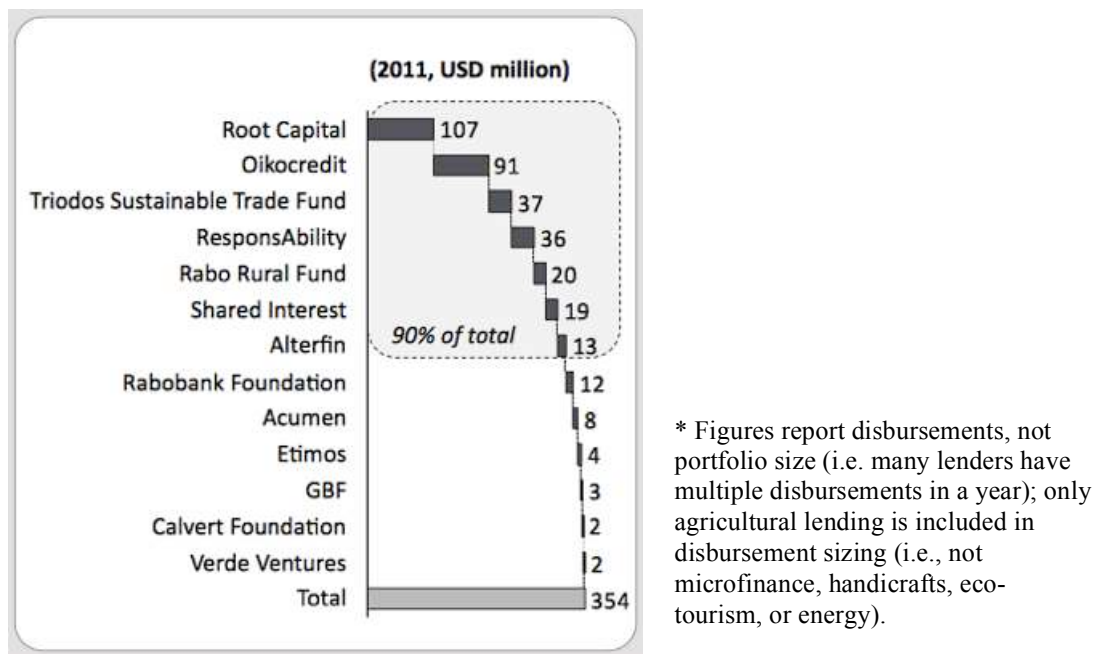 (2011, USD million)
Root Capital 107
Oikocredit 91
Triodos Sustainable Trade Fund 37
ResponsAbility 36
Rabo Rural Fund 20
Shared Interest 19
90% of total
Alterfin 13
Rabobank Foundation 12
Acumen 8
Etimos 4
GBF 3
Calvert Foundation 2
Verde Ventures 2
Total 354
* Figures report disbursements, not
portfolio size (i.e. many lenders have
multiple disbursements in a year); only
agricultural lending is included in
disbursement sizing (i.e., not
microfinance, handicrafts, eco-
tourism, or energy).